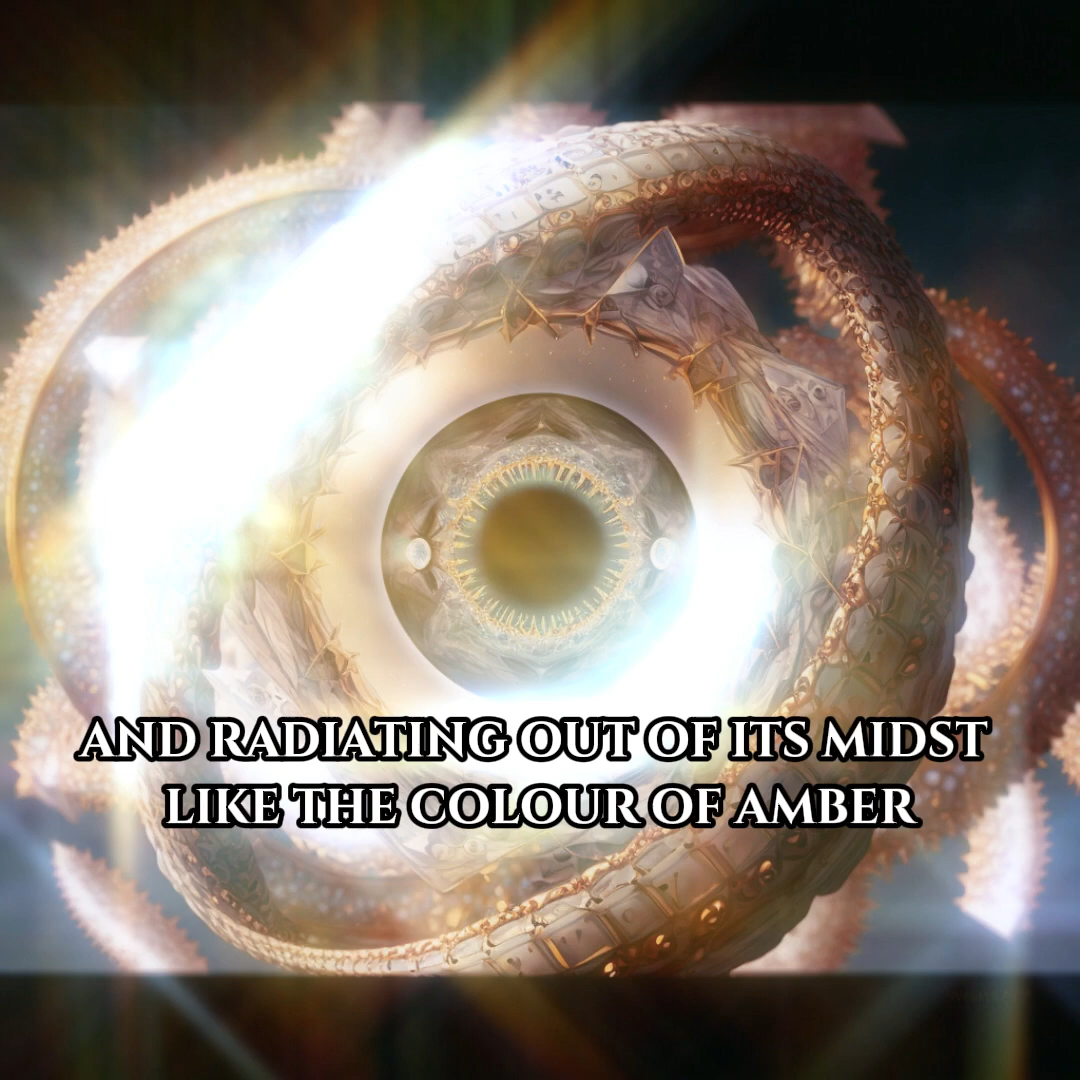 AND RADIATING OUT OF ITS MIDST
LIKE THE COLOUR OF AMBER